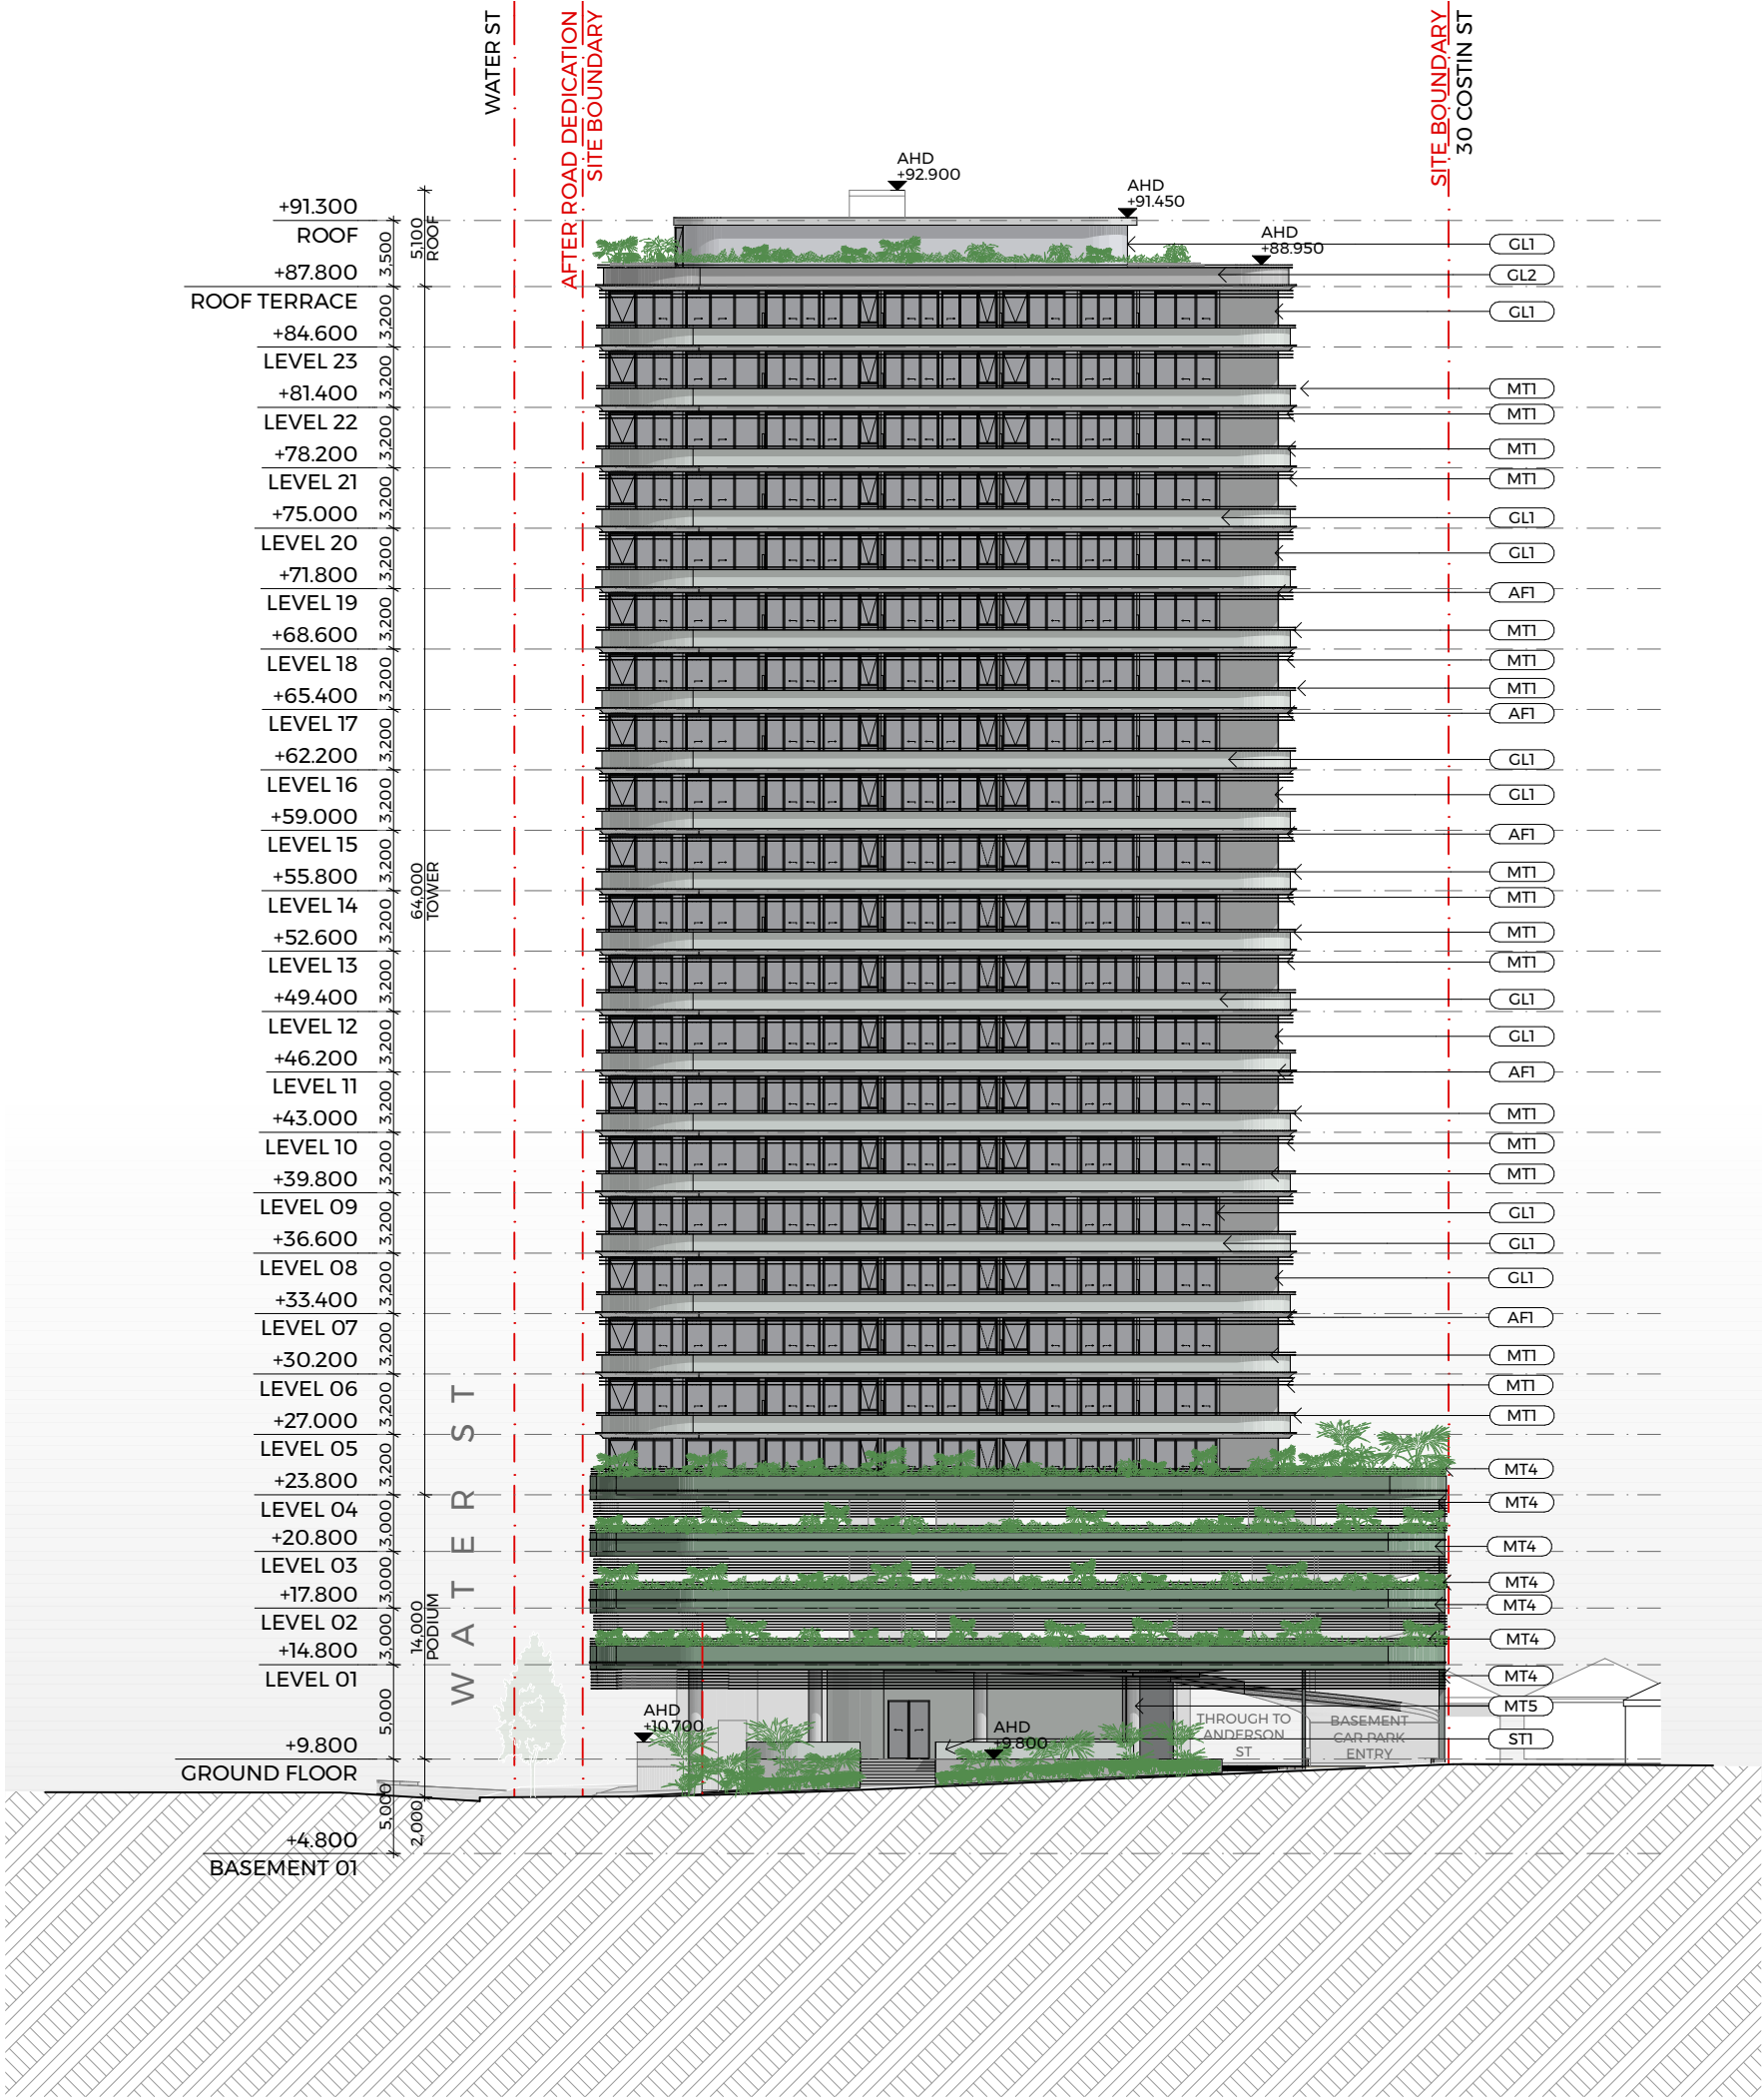 WATER ST
AFTER ROAD DEDICATION
SITE BOUNDARY
SITE BOUNDARY
30 COSTIN ST
AHD
+92.900
AHD
+91.450
AHD
+88.950
+91.300
ROOF
3,500
5,100
ROOF
GL1
+87.800
ROOF TERRACE
3,200
GL2
GL1
+84.600
LEVEL 23
3,200
+81.400
LEVEL 22
3,200
MT1
MT1
+78.200
LEVEL 21
3,200
MT1
MT1
+75.000
LEVEL 20
3,200
GL1
GL1
+71.800
LEVEL 19
3,200
AF1
+68.600
LEVEL 18
3,200
MT1
MT1
+65.400
LEVEL 17
3,200
MT1
AF1
+62.200
LEVEL 16
3,200
GL1
GL1
+59.000
LEVEL 15
3,200
AF1
+55.800
LEVEL 14
3,200
64,000
TOWER
MT1
MT1
+52.600
LEVEL 13
3,200
MT1
MT1
+49.400
LEVEL 12
3,200
GL1
GL1
+46.200
LEVEL 11
3,200
AF1
+43.000
LEVEL 10
3,200
MT1
MT1
+39.800
LEVEL 09
3,200
MT1
GL1
+36.600
LEVEL 08
3,200
GL1
GL1
+33.400
LEVEL 07
3,200
AF1
+30.200
LEVEL 06
3,200
MT1
MT1
+27.000
LEVEL 05
3,200
MT1
+23.800
LEVEL 04
3,000
MT4
MT4
+20.800
LEVEL 03
3,000
MT4
MT4
+17.800
LEVEL 02
3,000
14,000
PODIUM
MT4
MT4
+14.800
LEVEL 01
5,000
MT4
MT5
ST1
WATER ST
AHD
+10.700
AHD
+9.800
THROUGH TO
ANDERSON
ST
BASEMENT
CAR PARK
ENTRY
+9.800
GROUND FLOOR
5,000
2,000
+4.800
BASEMENT 01